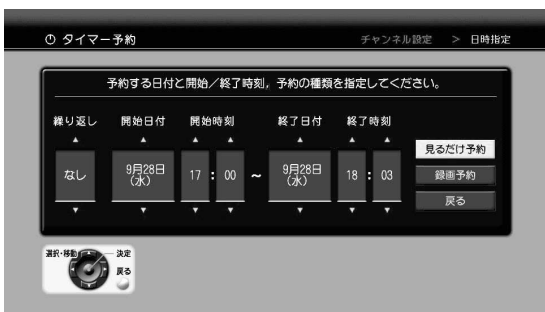 タイマー予約
チャンネル設定 > 日時指定
予約する日付と開始／終了時刻，予約の種類を指定してください。
繰り返し 開始日付 開始時刻 終了日付 終了時刻
なし 9月28日(水) 17 : 00 ～ 9月28日(水) 18 : 03
見るだけ予約
録画予約
戻る
選択・移動 決定
戻る